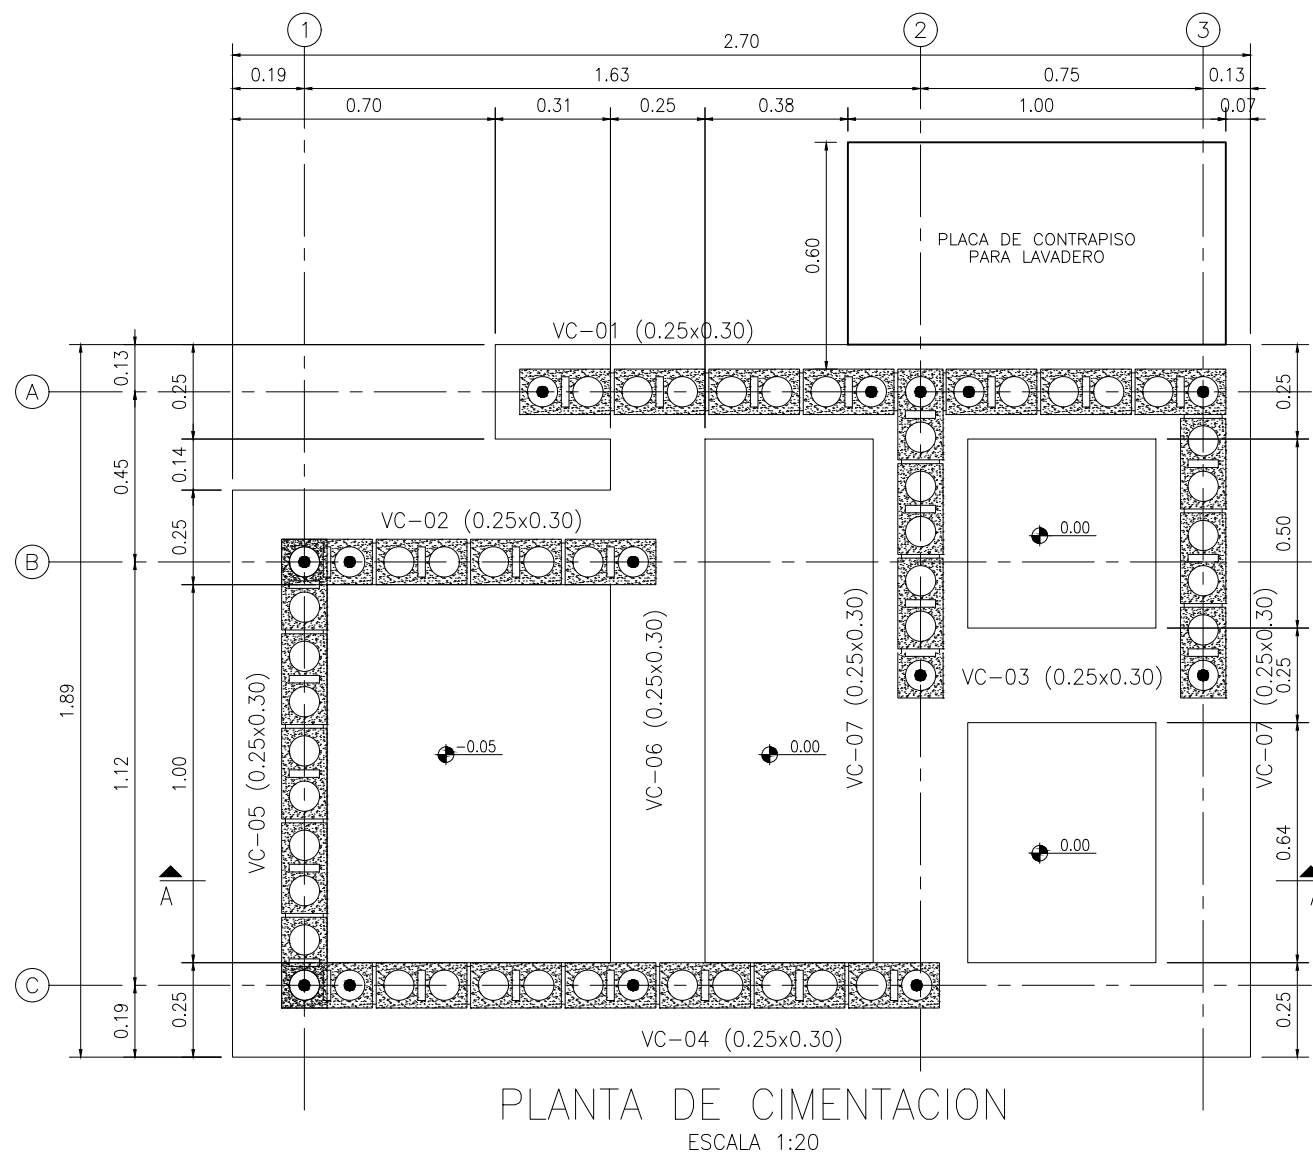 1
2
3
2.70
0.19
1.63
0.75
0.13
0.70
0.31
0.25
0.38
1.00
0.07
PLACA DE CONTRAPISO
PARA LAVADERO
0.60
VC-01 (0.25x0.30)
0.13
0.25
A
0.25
0.45
0.14
0.25
VC-02 (0.25x0.30)
0.00
0.50
B
VC-03 (0.25x0.30)
0.25
1.89
1.12
1.00
VC-05 (0.25x0.30)
-0.05
VC-06 (0.25x0.30)
0.00
VC-07 (0.25x0.30)
VC-07 (0.25x0.30)
0.00
0.64
A
C
0.19
0.25
0.25
VC-04 (0.25x0.30)
PLANTA DE CIMENTACION
ESCALA 1:20